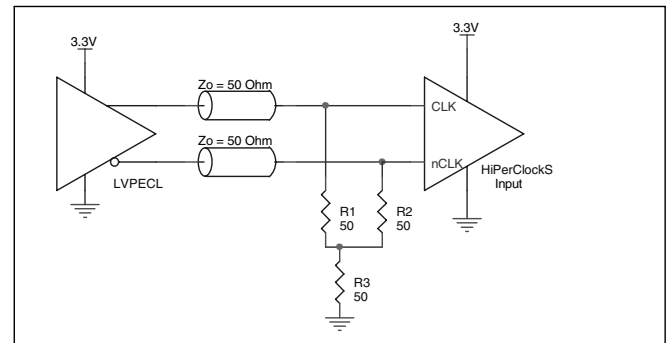 3.3V
3.3V
Zo = 50 Ohm
CLK
Zo = 50 Ohm
nCLK
HiPerClockS
Input
LVPECL
R1
50
R2
50
R3
50